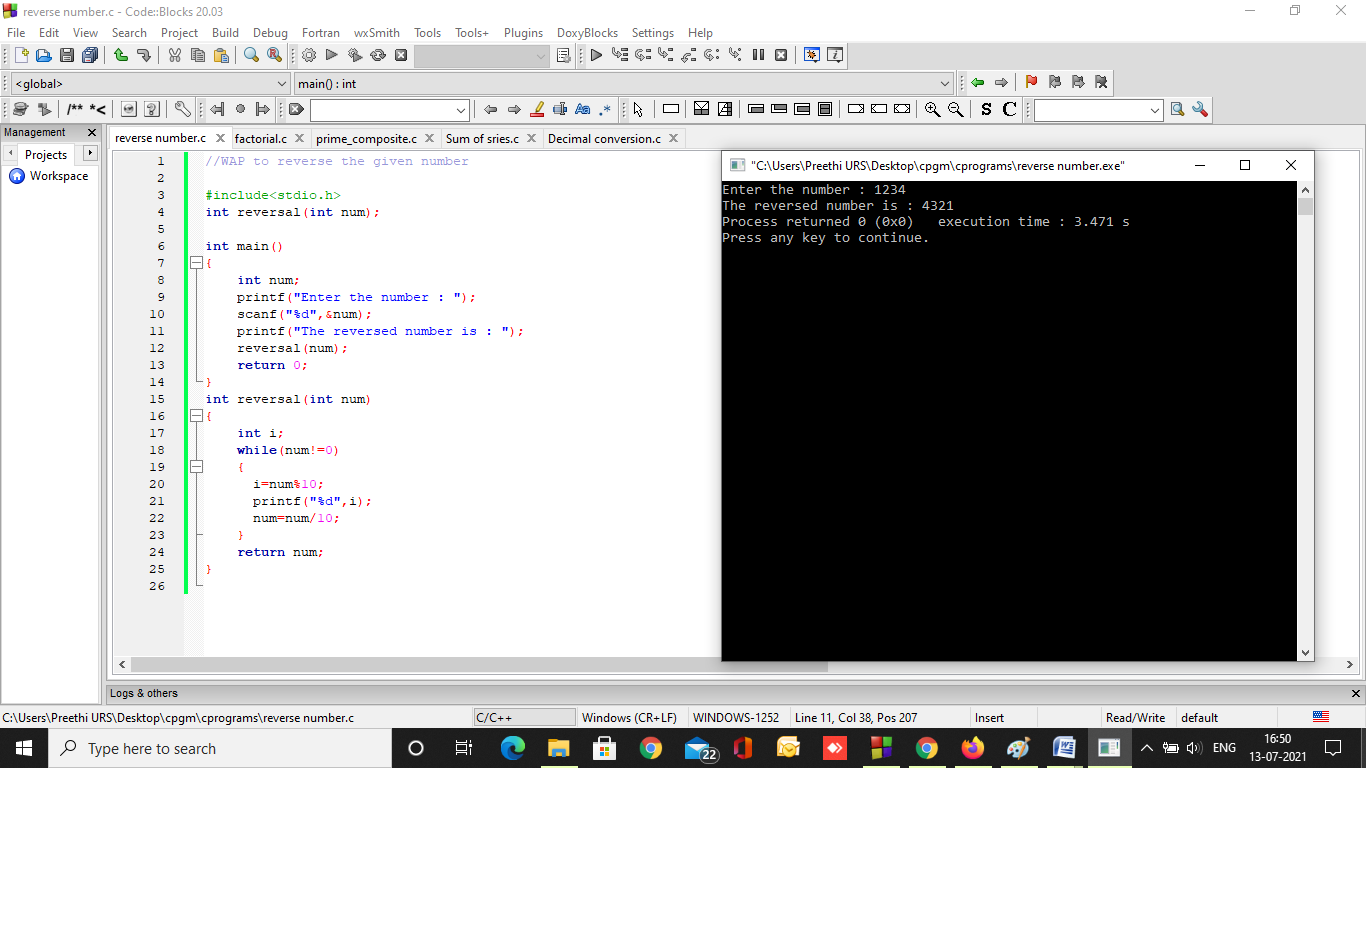 reverse number.c - Code::Blocks 20.03
File Edit View Search Project Build Debug Fortran wxSmith Tools Tools+ Plugins DoxyBlocks Settings Help
<global> main() : int
/** *< Aa .* S C
Management
Projects
Workspace
reverse number.c factorial.c prime_composite.c Sum of sries.c Decimal conversion.c
1 //WAP to reverse the given number
2
3 #include<stdio.h>
4 int reversal(int num);
5
6 int main()
7 {
8 int num;
9 printf("Enter the number : ");
10 scanf("%d",&num);
11 printf("The reversed number is : ");
12 reversal(num);
13 return 0;
14 }
15 int reversal(int num)
16 {
17 int i;
18 while(num!=0)
19 {
20 i=num%10;
21 printf("%d",i);
22 num=num/10;
23 }
24 return num;
25 }
26
"C:\Users\Preethi URS\Desktop\cpgm\cprograms\reverse number.exe"
Enter the number : 1234
The reversed number is : 4321
Process returned 0 (0x0)   execution time : 3.471 s
Press any key to continue.
Logs & others
C:\Users\Preethi URS\Desktop\cpgm\cprograms\reverse number.c C/C++ Windows (CR+LF) WINDOWS-1252 Line 11, Col 38, Pos 207 Insert Read/Write default
Type here to search 22 ENG 16:50
13-07-2021